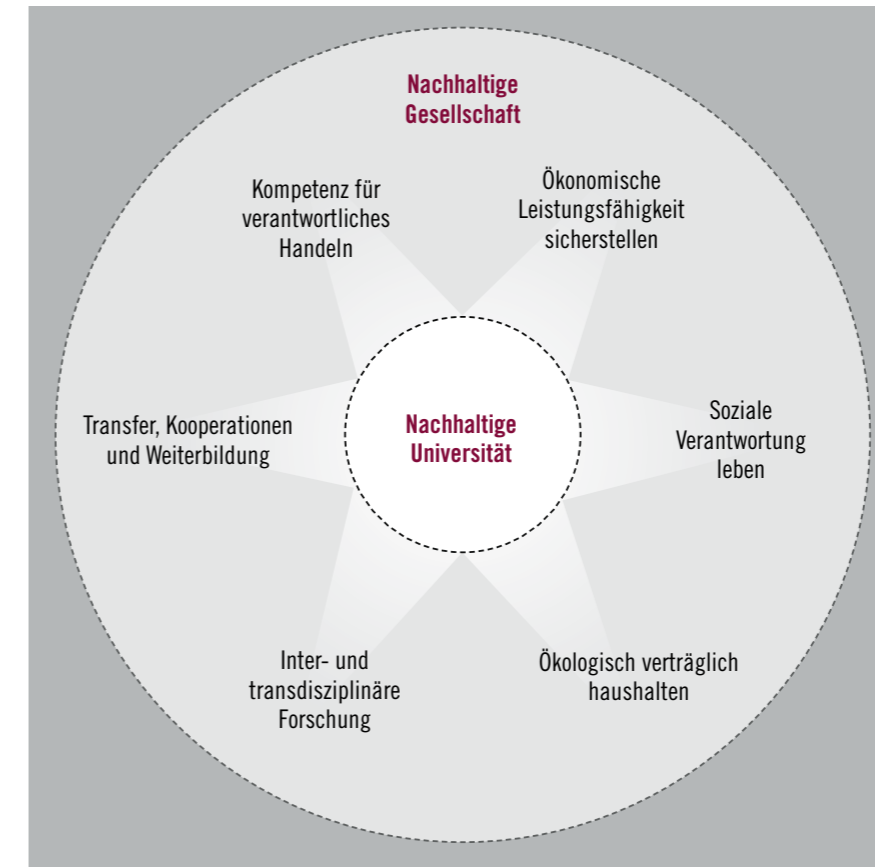 Nachhaltige
Gesellschaft
Kompetenz für
verantwortliches
Handeln
Ökonomische
Leistungsfähigkeit
sicherstellen
Transfer, Kooperationen
und Weiterbildung
Nachhaltige
Universität
Soziale
Verantwortung
leben
Inter- und
transdisziplinäre
Forschung
Ökologisch verträglich
haushalten